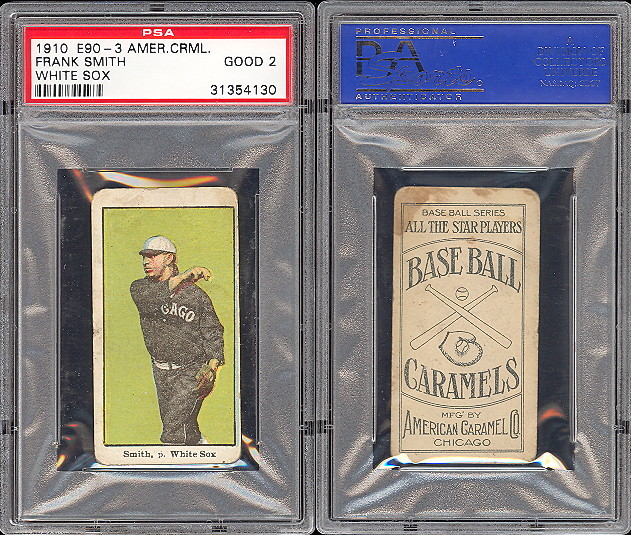 PSA
1910 E90-3 AMER.CRML.
FRANK SMITH GOOD 2
WHITE SOX
31354130
CAGO
Smith, p. White Sox
PROFESSIONAL
PSA
AUTHENTICATOR
BASE BALL SERIES
ALL THE STAR PLAYERS
BASE BALL
CARAMELS
MFG BY
AMERICAN CARAMEL CO
CHICAGO